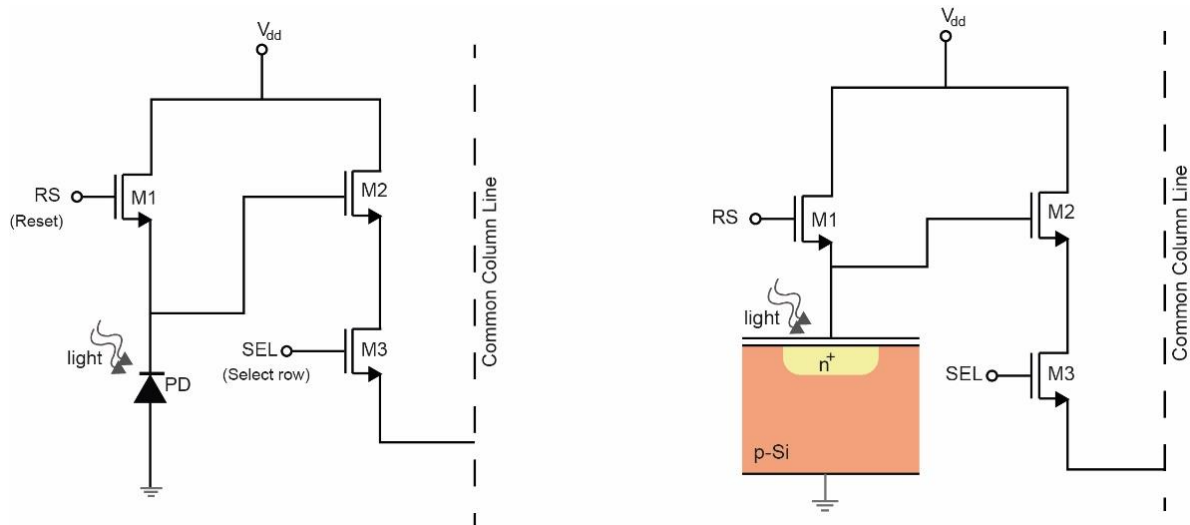 Vdd
RS
(Reset)
M1
M2
light
PD
SEL
(Select row)
M3
Common Column Line
Vdd
RS
M1
M2
light
n+
p-Si
SEL
M3
Common Column Line